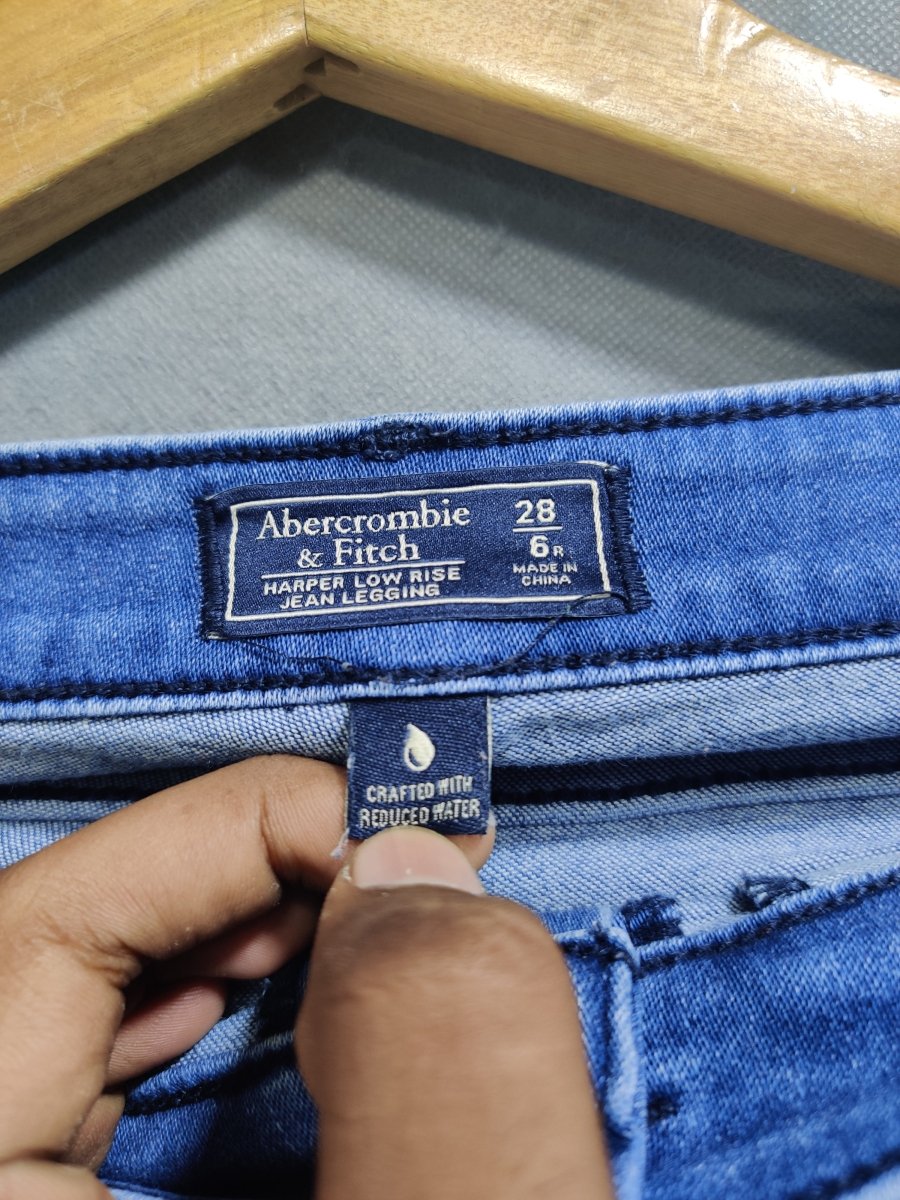 Abercrombie
& Fitch
HARPER LOW RISE
JEAN LEGGING
28
6R
MADE IN
CHINA
CRAFTED WITH
REDUCED WATER